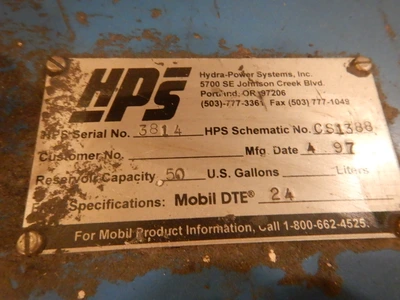 HPS
Hydra-Power Systems, Inc.
5700 SE Johnson Creek Blvd.
Portland, OR. 97206
(503)-777-3361 Fax (503) 777-1049
HPS Serial No. 3814 HPS Schematic No. CS1388
Customer No. Mfg Date 4 97
Reservoir Capacity 50 U.S. Gallons Liters
Specifications: Mobil DTE® 24
For Mobil Product Information, Call 1-800-662-4525.